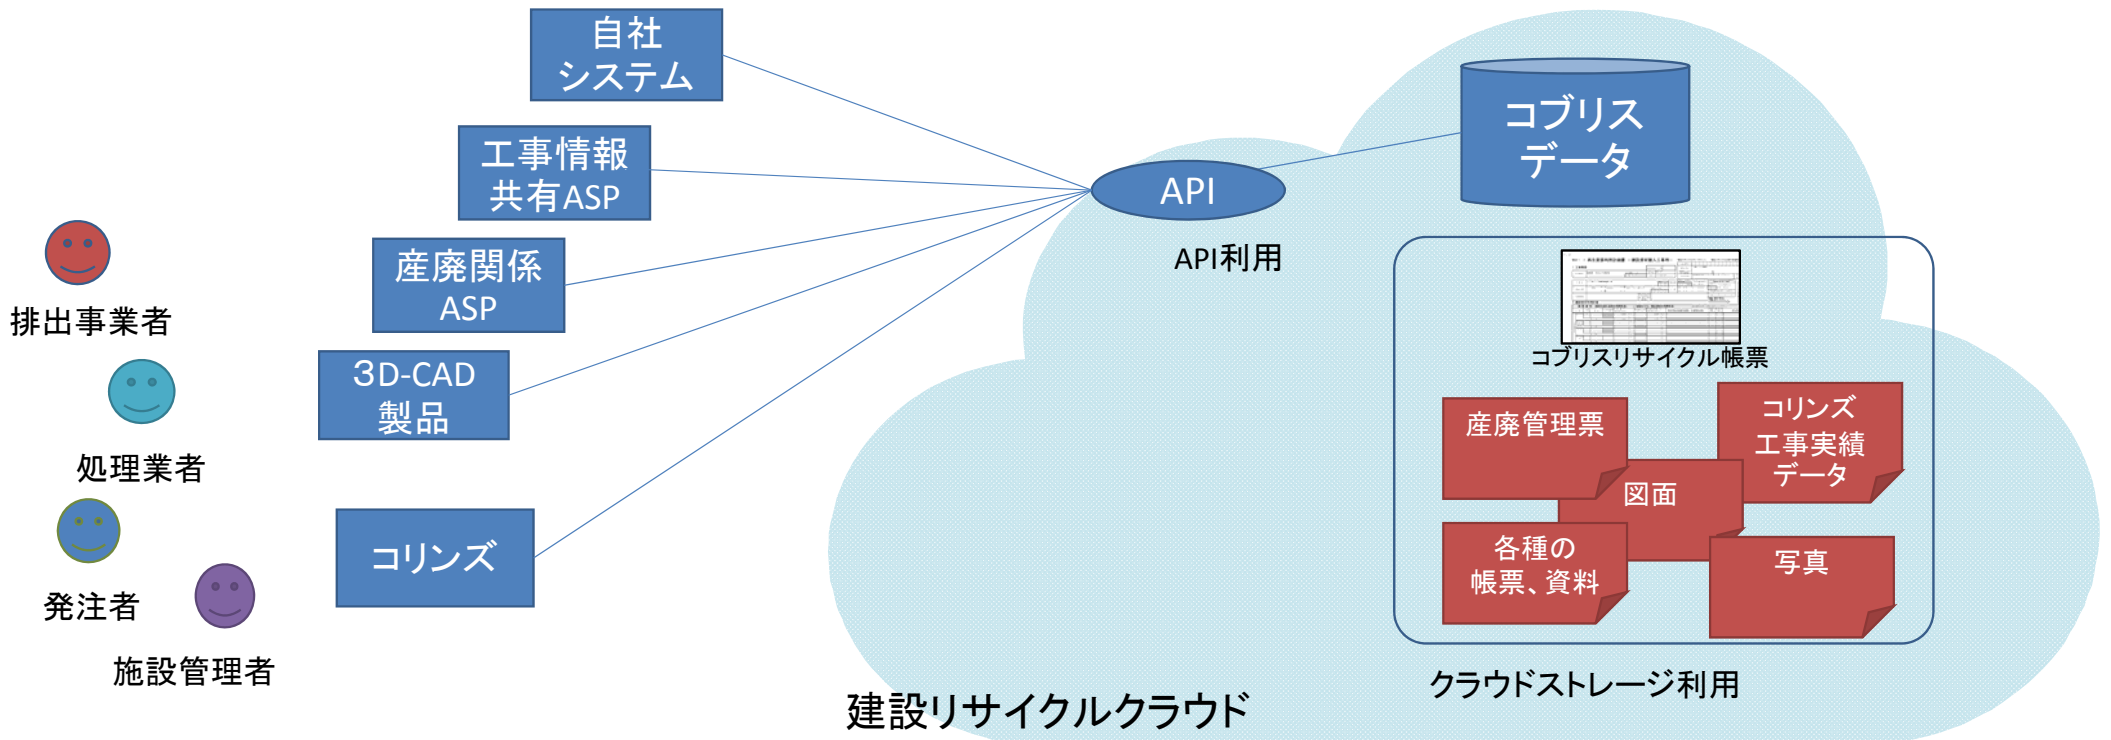 自社
システム
工事情報
共有ASP
産廃関係
ASP
３D-CAD
製品
コリンズ
排出事業者
処理業者
発注者
施設管理者
API
API利用
コブリス
データ
コブリスリサイクル帳票
産廃管理票
コリンズ
工事実績
データ
図面
各種の
帳票、資料
写真
クラウドストレージ利用
建設リサイクルクラウド